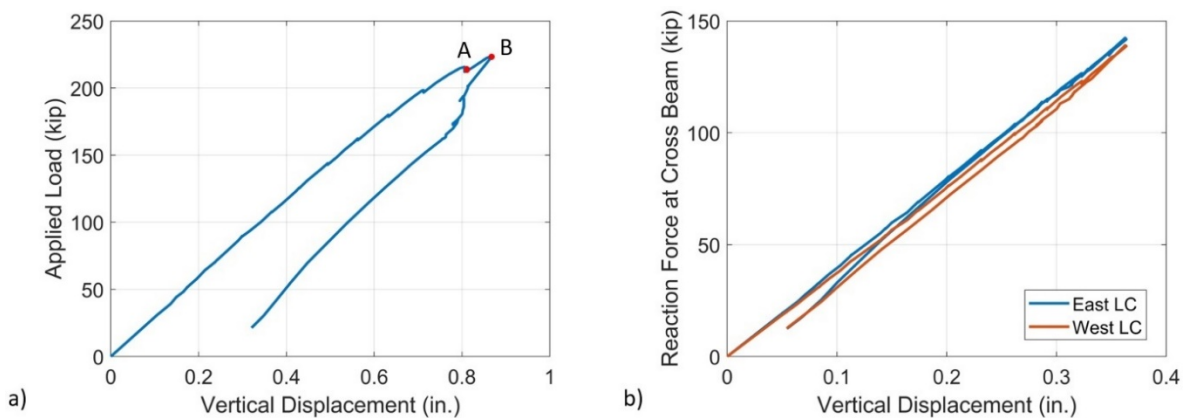 250
200
150
100
50
0
Applied Load (kip)
A
B
0 0.2 0.4 0.6 0.8 1
Vertical Displacement (in.)
a)
150
100
50
0
Reaction Force at Cross Beam (kip)
East LC
West LC
0 0.1 0.2 0.3 0.4
Vertical Displacement (in.)
b)